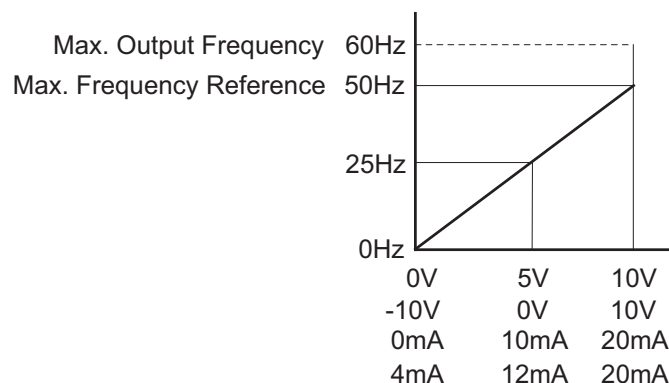 Max. Output Frequency 60Hz
Max. Frequency Reference 50Hz
25Hz
0Hz
0V 5V 10V
-10V 0V 10V
0mA 10mA 20mA
4mA 12mA 20mA